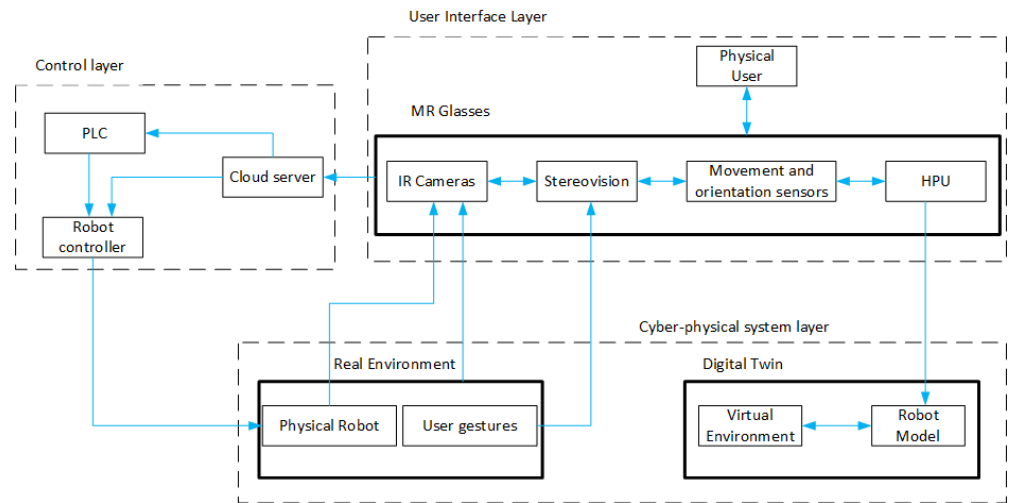 User Interface Layer
Control layer
Physical
User
MR Glasses
PLC
Cloud server
IR Cameras
Stereovision
Movement and
orientation sensors
HPU
Robot
controller
Cyber-physical system layer
Real Environment
Digital Twin
Physical Robot
User gestures
Virtual
Environment
Robot
Model